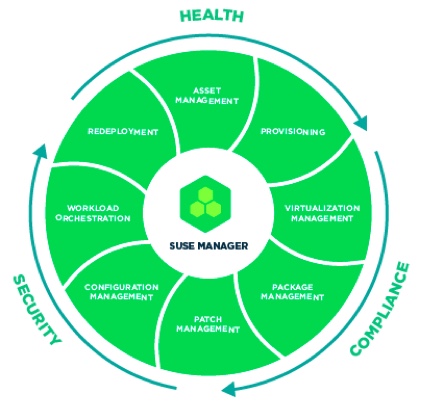 HEALTH
ASSET
MANAGEMENT
PROVISIONING
VIRTUALIZATION
MANAGEMENT
PACKAGE
MANAGEMENT
PATCH
MANAGEMENT
CONFIGURATION
MANAGEMENT
WORKLOAD
ORCHESTRATION
REDEPLOYMENT
SUSE MANAGER
COMPLIANCE
SECURITY